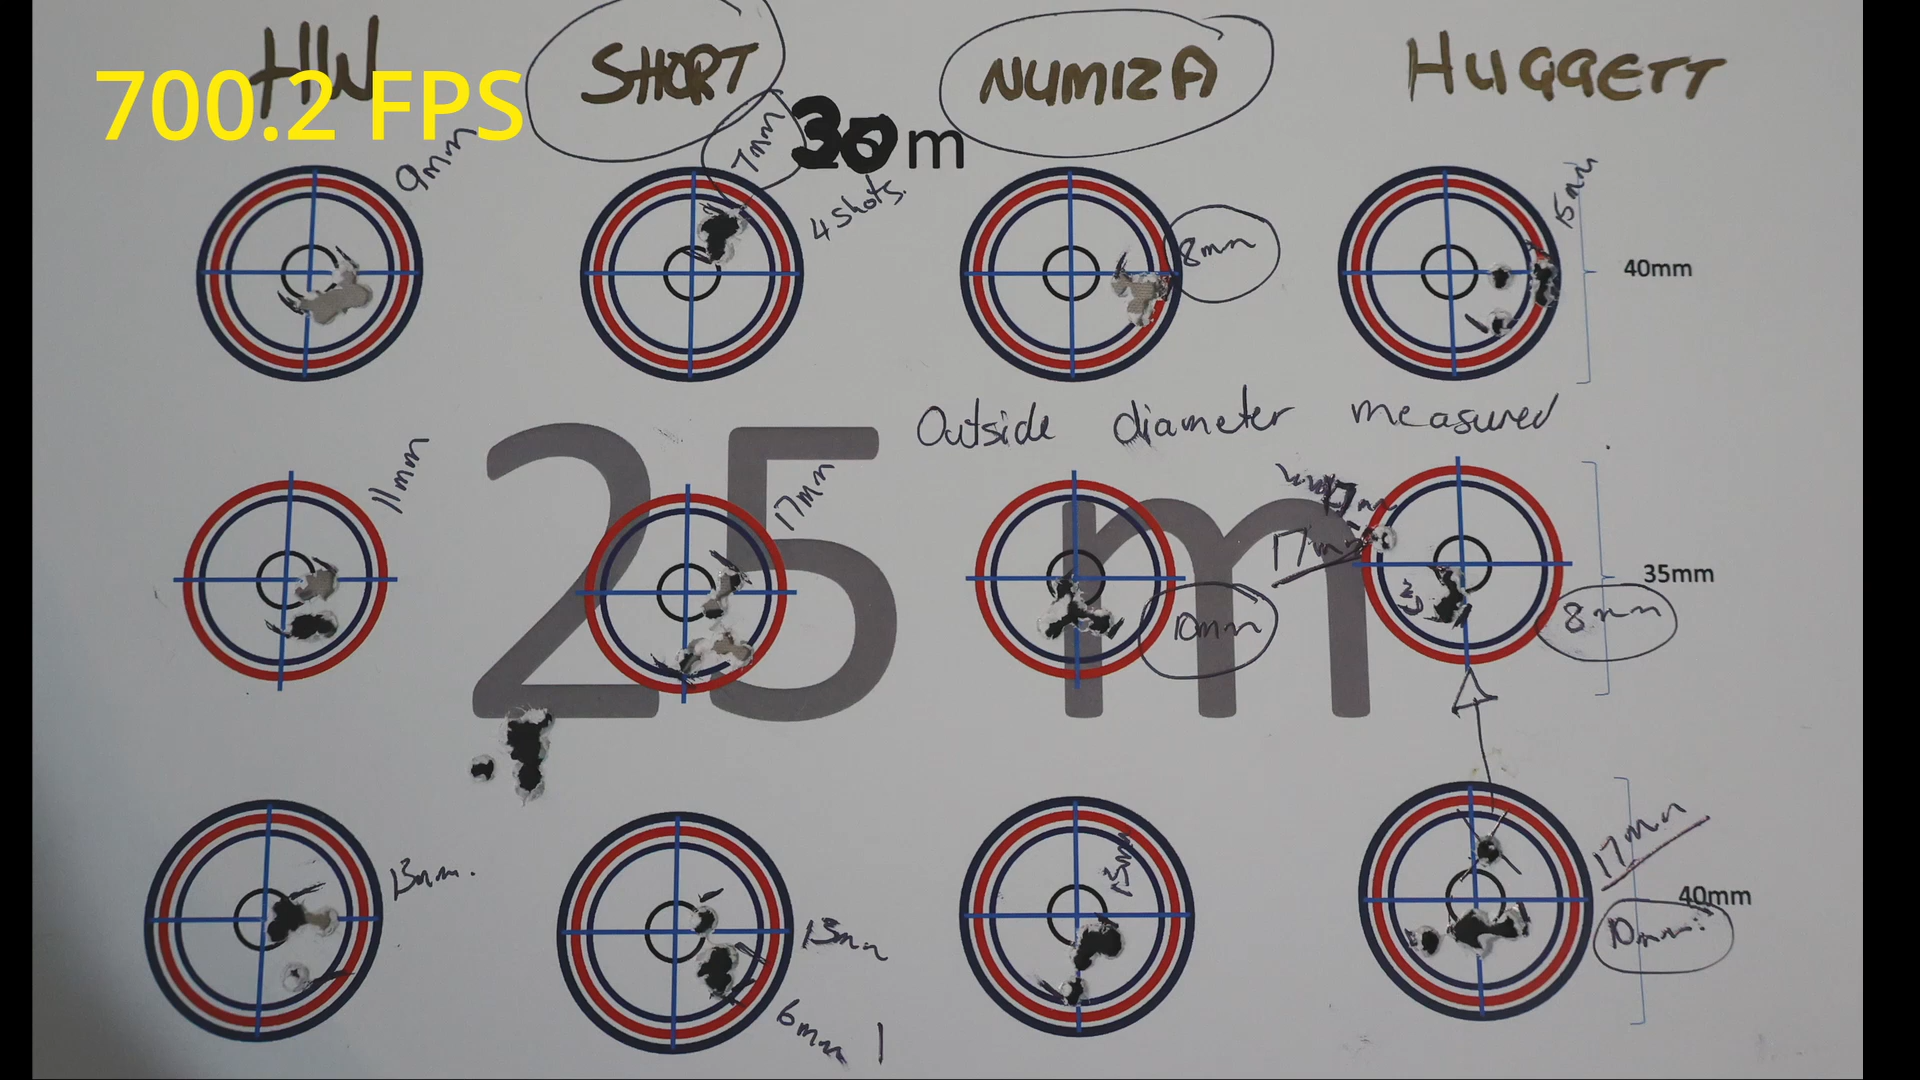 HW SHORT NUMIZA HUGGETT
700.2 FPS
30m
9mm 7mm 4 shots. 8mm 15mm
40mm
Outside diameter measured
25m
11mm 17mm 10mm 17mm 8mm
35mm
13mm. 15mm 17mm
40mm
6mm 10mm